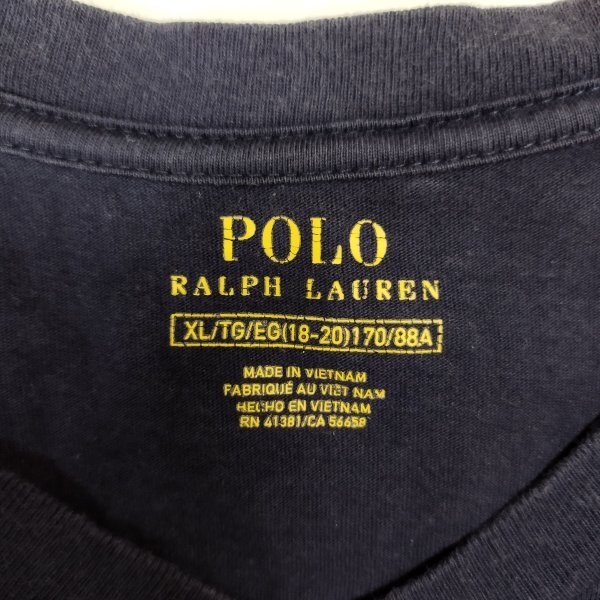 POLO
RALPH LAUREN
XL/TG/EG(18-20)170/88A
MADE IN VIETNAM
FABRIQUÉ AU VIET NAM
HECHO EN VIETNAM
RN 41381/CA 56658